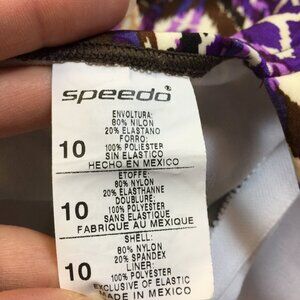 speedo
ENVOLTURA:
80% NILON
20% ELASTANO
FORRO:
10 100% POLIÉSTER
SIN ELASTICO
HECHO EN MEXICO
ETOFFE:
80% NYLON
20% ELASTHANNE
10 DOUBLURE:
100% POLYESTER
SANS ELASTIQUE
FABRIQUE AU MEXIQUE
SHELL:
80% NYLON
20% SPANDEX
10 LINER:
100% POLYESTER
EXCLUSIVE OF ELASTIC
MADE IN MEXICO